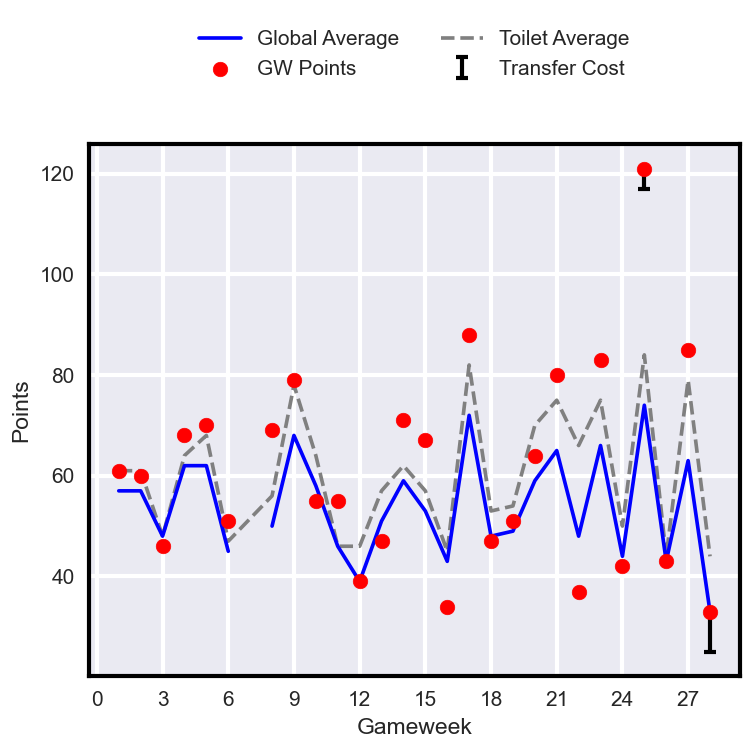 Global Average
Toilet Average
GW Points
Transfer Cost
120
100
80
60
40
Points
0 3 6 9 12 15 18 21 24 27
Gameweek